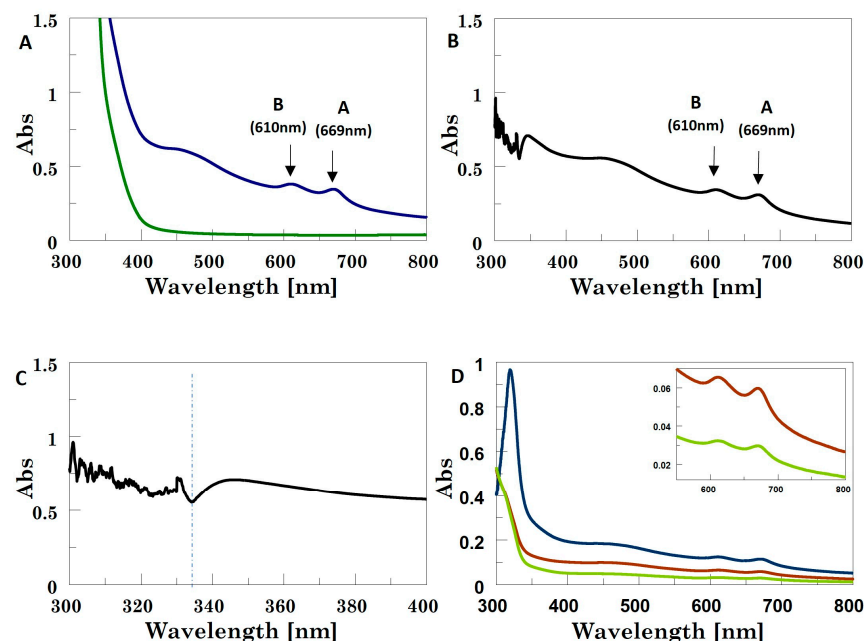 A
Abs
1.5
1
0.5
0
B
(610nm)
A
(669nm)
300 400 500 600 700 800
Wavelength [nm]
B
Abs
1.5
1
0.5
0
B
(610nm)
A
(669nm)
300 400 500 600 700 800
Wavelength [nm]
C
Abs
1.5
1
0.5
0
300 320 340 360 380 400
Wavelength [nm]
D
Abs
1
0.8
0.6
0.4
0.2
0
0.06
0.04
0.02
600 700 800
300 400 500 600 700 800
Wavelength [nm]